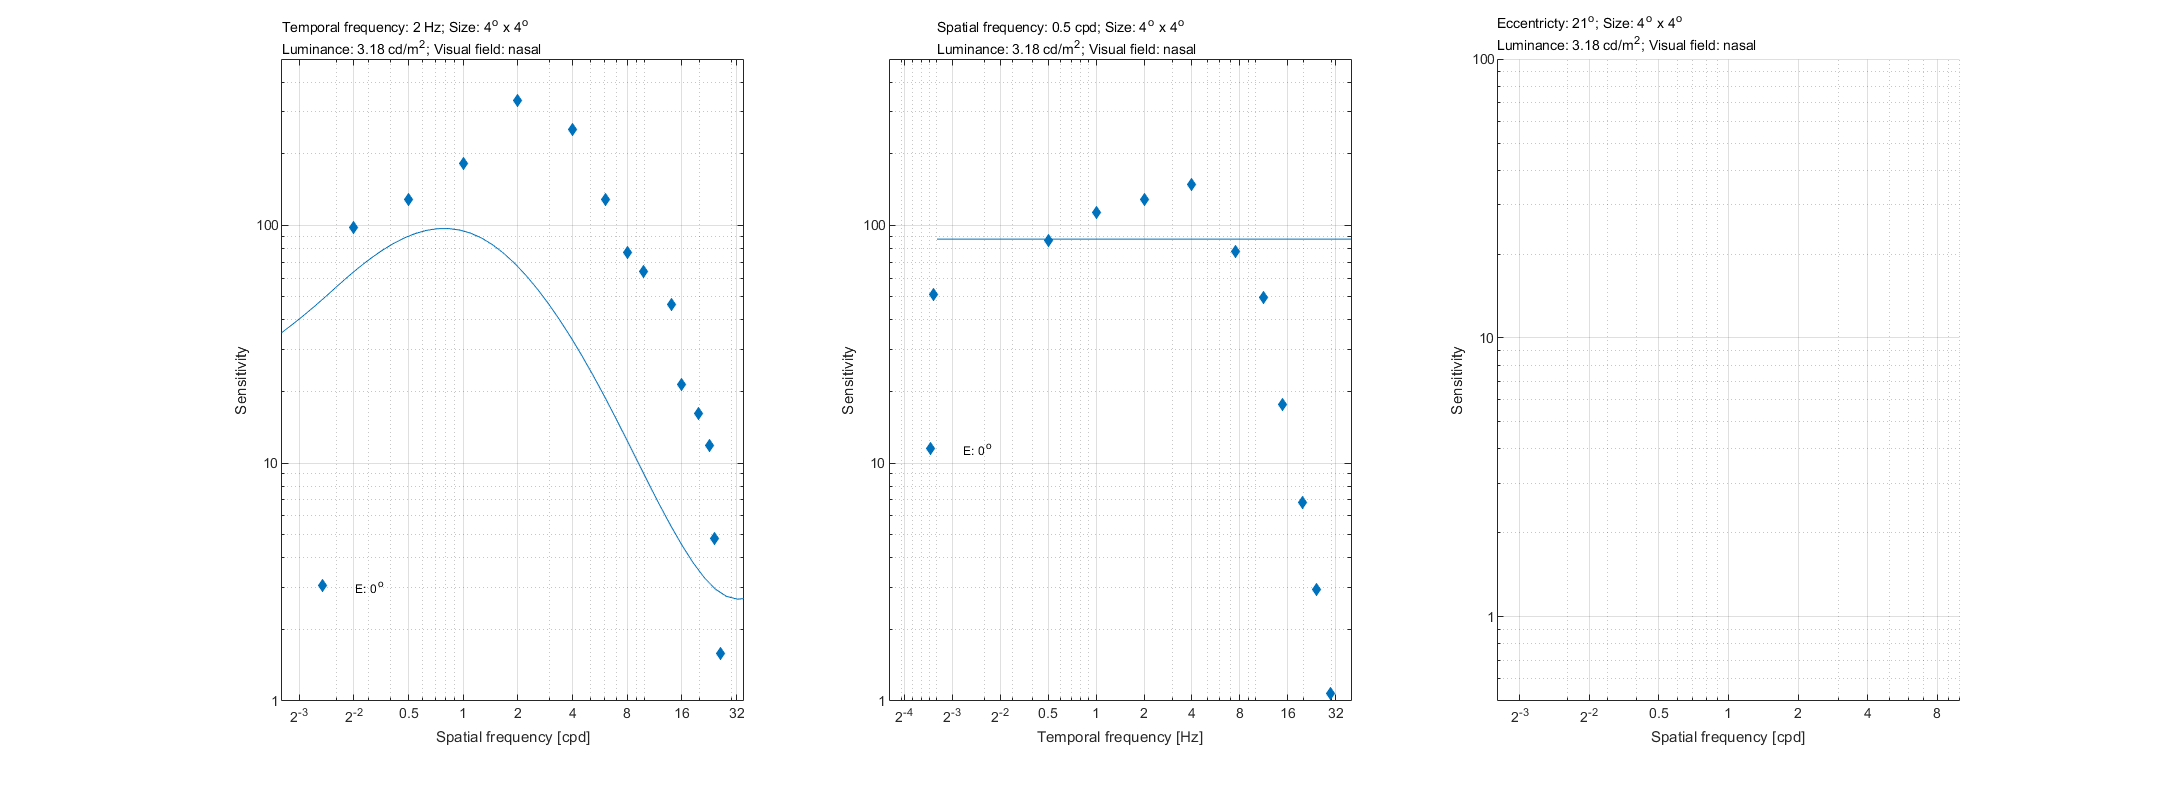 Temporal frequency: 2 Hz; Size: 4° x 4°
Luminance: 3.18 cd/m²; Visual field: nasal
100
10
1
Sensitivity
E: 0°
2⁻³ 2⁻² 0.5 1 2 4 8 16 32
Spatial frequency [cpd]
Spatial frequency: 0.5 cpd; Size: 4° x 4°
Luminance: 3.18 cd/m²; Visual field: nasal
100
10
1
Sensitivity
E: 0°
2⁻⁴ 2⁻³ 2⁻² 0.5 1 2 4 8 16 32
Temporal frequency [Hz]
Eccentricty: 21°; Size: 4° x 4°
Luminance: 3.18 cd/m²; Visual field: nasal
100
10
1
Sensitivity
2⁻³ 2⁻² 0.5 1 2 4 8
Spatial frequency [cpd]